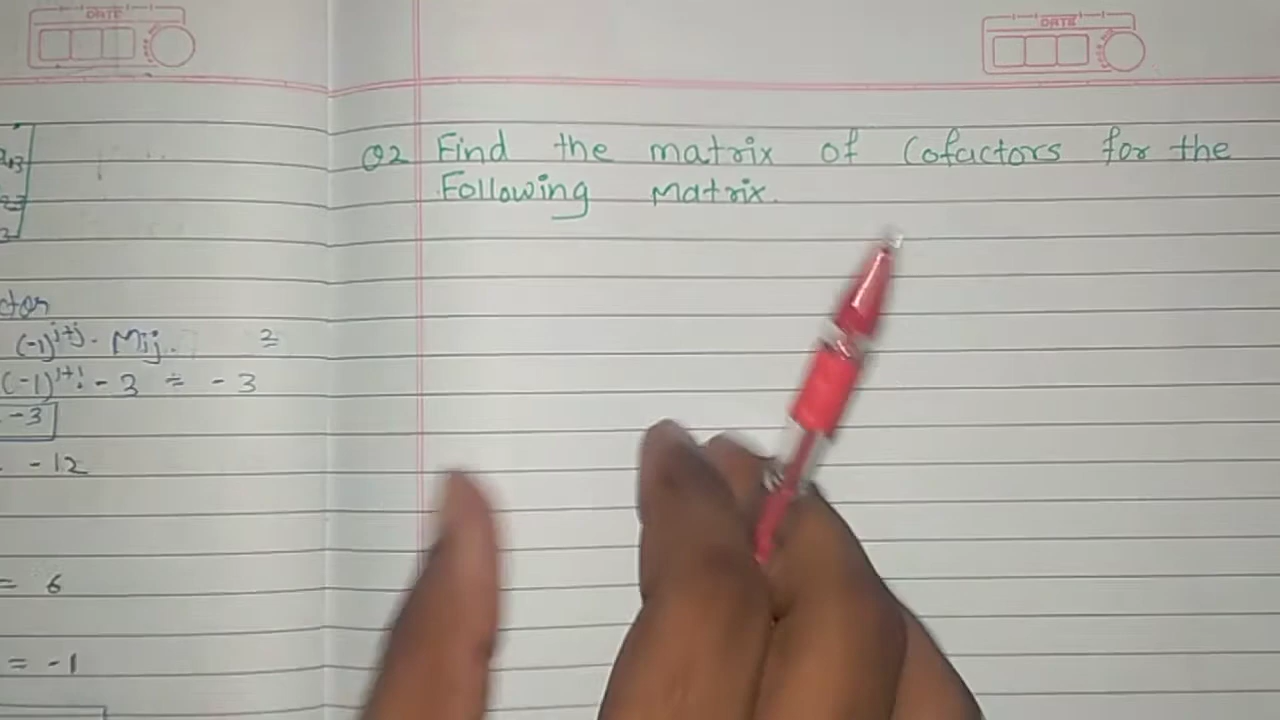 DATE
DATE
Q2 Find the matrix of Cofactors for the
Following Matrix.
(-1)^{i+j} . Mij. =
(-1)^{1+1} - 3 = -3
-3
-12
= 6
= -1